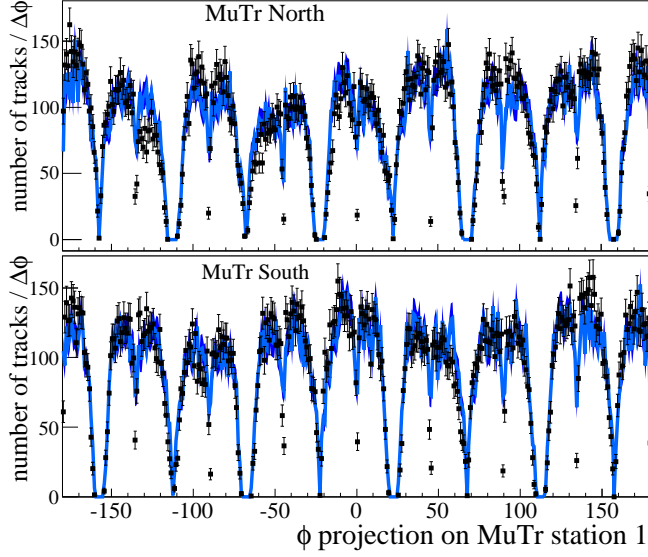 MuTr North
number of tracks / Δϕ
150
100
50
0
MuTr South
number of tracks / Δϕ
150
100
50
0
-150 -100 -50 0 50 100 150
ϕ projection on MuTr station 1